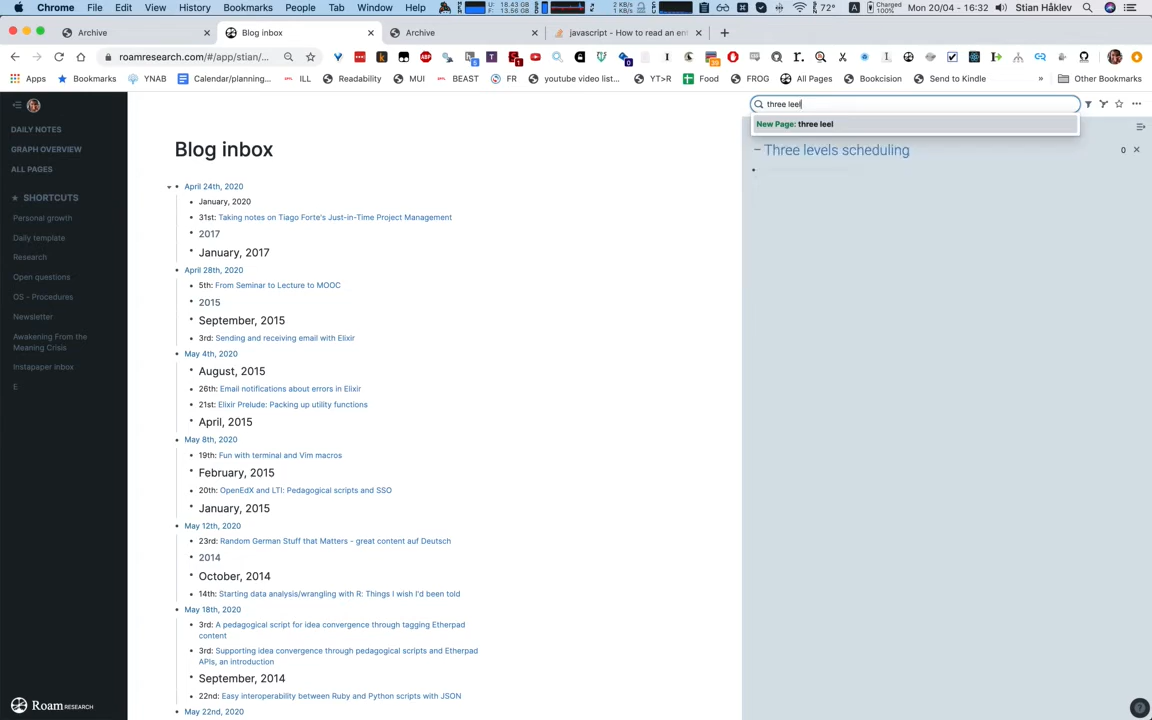 Chrome File Edit View History Bookmarks People Tab Window Help
U: 18.43 GB
F: 13.56 GB
2 KB/s
0 KB/s
72°
Charged
100%
Mon 20/04 - 16:32
Stian Håklev
Archive
Blog inbox
Archive
javascript - How to read an en
roamresearch.com/#/app/stian/...
Apps Bookmarks YNAB Calendar/planning... ILL Readability MUI BEAST FR youtube video list... YT>R Food FROG All Pages Bookcision Send to Kindle » Other Bookmarks
DAILY NOTES
GRAPH OVERVIEW
ALL PAGES
SHORTCUTS
Personal growth
Daily template
Research
Open questions
OS - Procedures
Newsletter
Awakening From the
Meaning Crisis
Instapaper inbox
E
Roam RESEARCH
Blog inbox
April 24th, 2020
January, 2020
31st: Taking notes on Tiago Forte's Just-in-Time Project Management
2017
January, 2017
April 28th, 2020
5th: From Seminar to Lecture to MOOC
2015
September, 2015
3rd: Sending and receiving email with Elixir
May 4th, 2020
August, 2015
26th: Email notifications about errors in Elixir
21st: Elixir Prelude: Packing up utility functions
April, 2015
May 8th, 2020
19th: Fun with terminal and Vim macros
February, 2015
20th: OpenEdX and LTI: Pedagogical scripts and SSO
January, 2015
May 12th, 2020
23rd: Random German Stuff that Matters - great content auf Deutsch
2014
October, 2014
14th: Starting data analysis/wrangling with R: Things I wish I'd been told
May 18th, 2020
3rd: A pedagogical script for idea convergence through tagging Etherpad
content
3rd: Supporting idea convergence through pedagogical scripts and Etherpad
APIs, an introduction
September, 2014
22nd: Easy interoperability between Ruby and Python scripts with JSON
May 22nd, 2020
three leel
New Page: three leel
Three levels scheduling
0